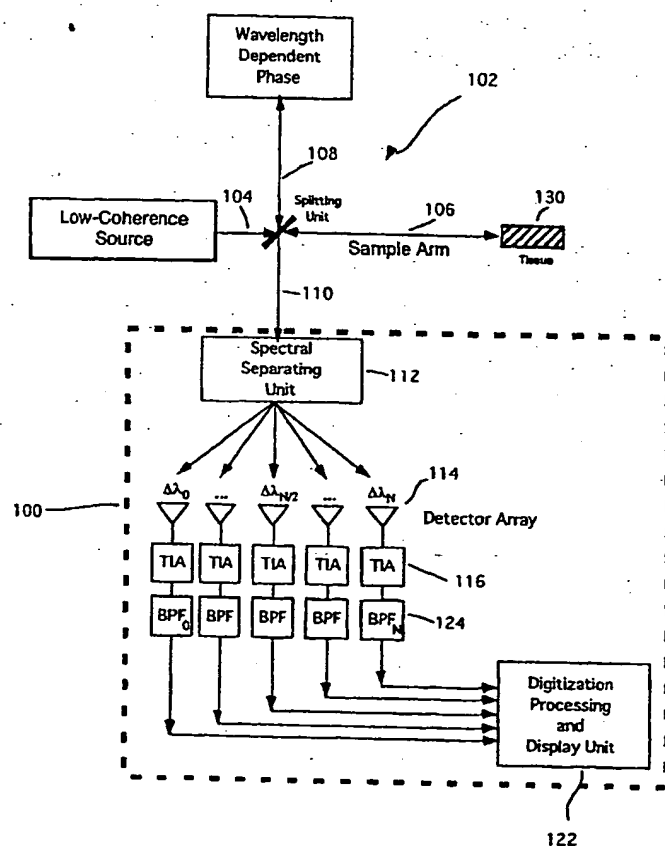 Wavelength
Dependent
Phase
102
108
104
Splitting
Unit
106
130
Low-Coherence
Source
Sample Arm
Tissue
110
Spectral
Separating
Unit
112
Δλ0 ... ΔλN/2 ... ΔλN
114
100
Detector Array
TIA TIA TIA TIA TIA
116
BPF0 BPF BPF BPF BPFN
124
Digitization
Processing
and
Display Unit
122